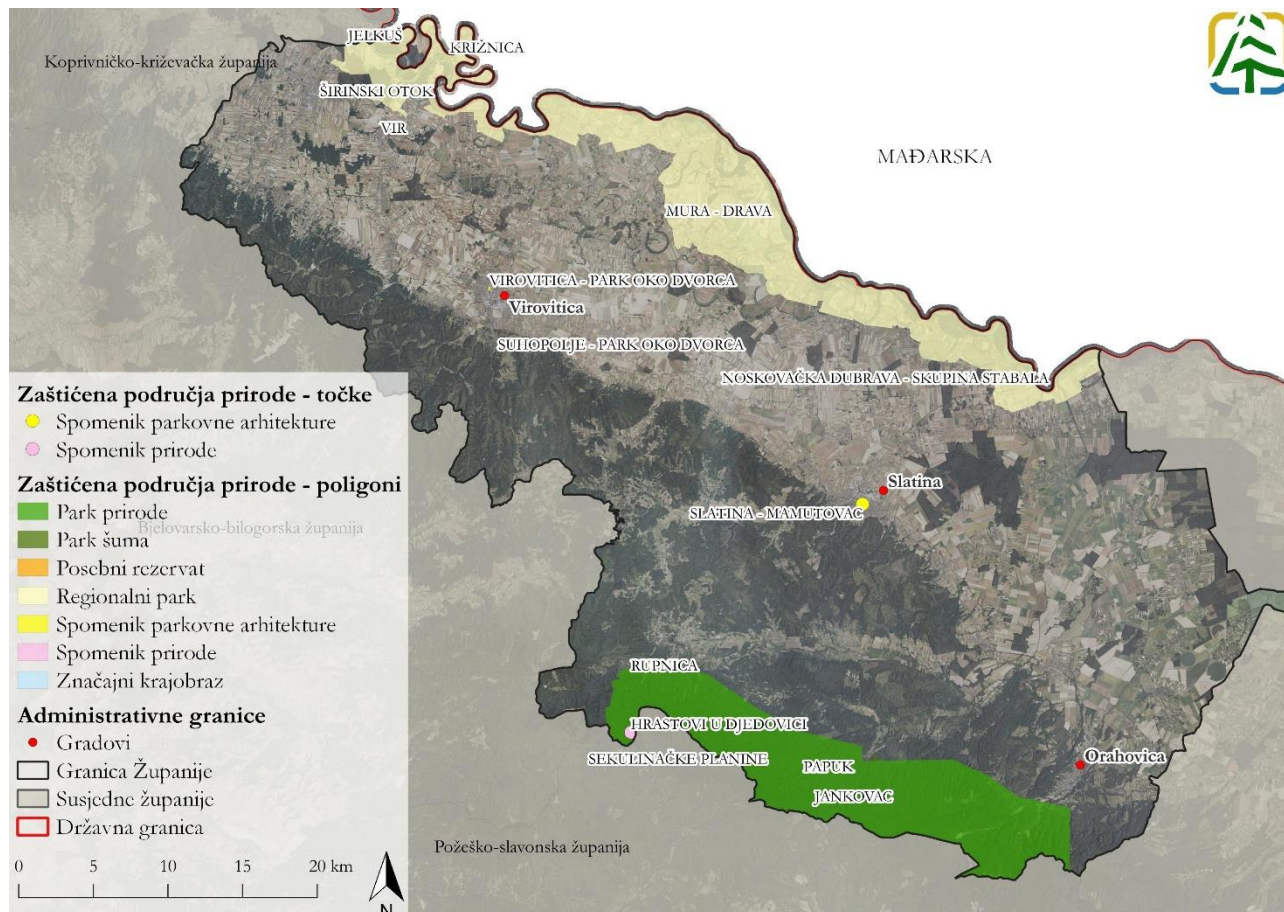 JELKUŠ
KRIŽNICA
Koprivničko-križevačka županija
ŠIRINSKI OTOK
VIR
MAĐARSKA
MURA - DRAVA
VIROVITICA - PARK OKO DVORCA
Virovitica
SUHOPOLJE - PARK OKO DVORCA
NOSKOVAČKA DUBRAVA - SKUPINA STABALA
Slatina
SLATINA - MAMUTOVAC
Zaštićena područja prirode - točke
Spomenik parkovne arhitekture
Spomenik prirode
Zaštićena područja prirode - poligoni
Park prirode
Bjelovarsko-bilogorska županija
Park šuma
Posebni rezervat
Regionalni park
Spomenik parkovne arhitekture
Spomenik prirode
Značajni krajobraz
Administrativne granice
Gradovi
Granica Županije
Susjedne županije
Državna granica
0 5 10 20 km
N
RUPNICA
HRASTOVI U DJEDOVICI
SEKULINAČKE PLANINE
PAPUK
JANKOVAC
Orahovica
Požeško-slavonska županija